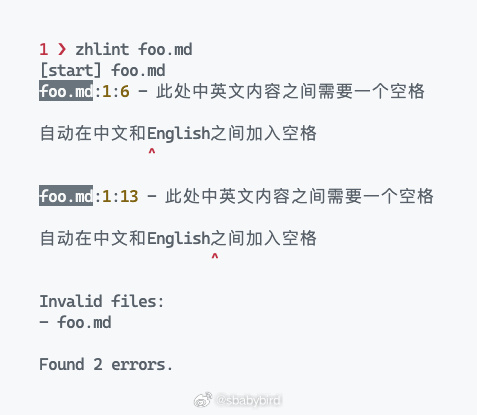 1 ❯ zhlint foo.md
[start] foo.md
foo.md:1:6 - 此处中英文内容之间需要一个空格
自动在中文和English之间加入空格
^
foo.md:1:13 - 此处中英文内容之间需要一个空格
自动在中文和English之间加入空格
^
Invalid files:
- foo.md
Found 2 errors.
@sbabybird